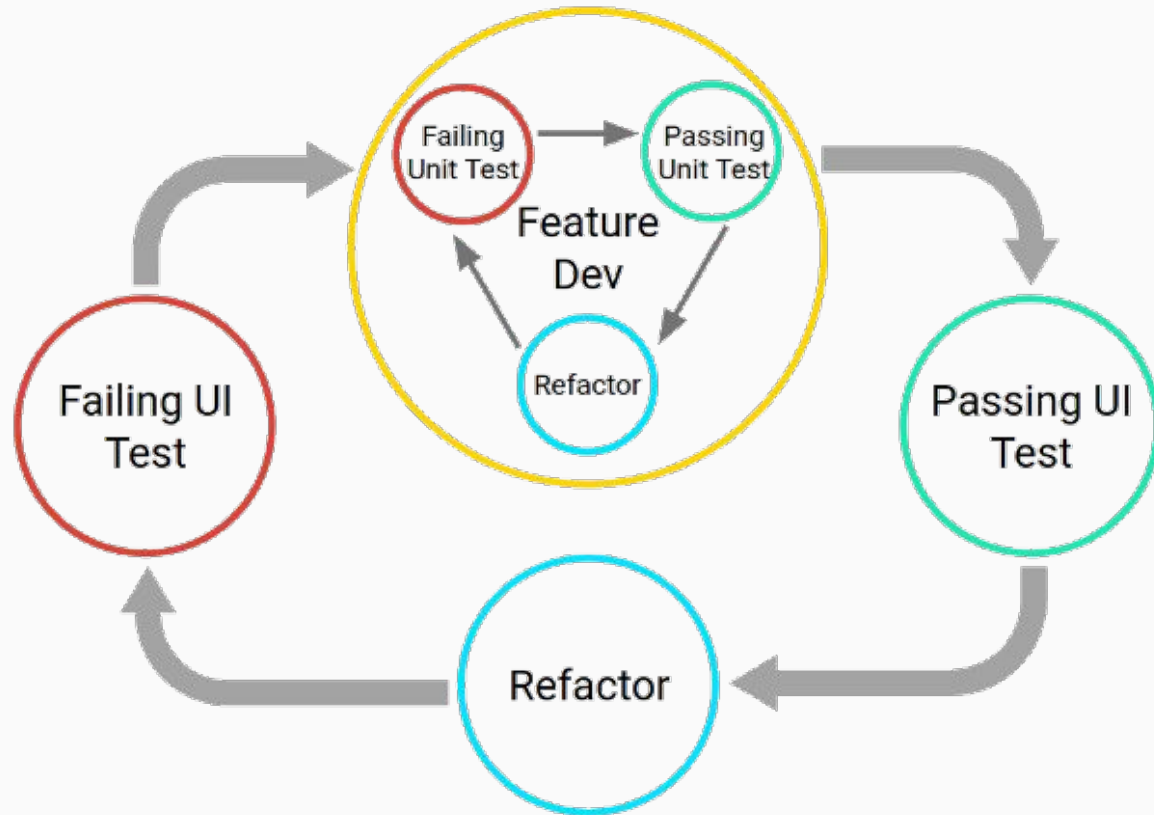 Failing
Unit Test
Passing
Unit Test
Feature
Dev
Refactor
Failing UI
Test
Passing UI
Test
Refactor